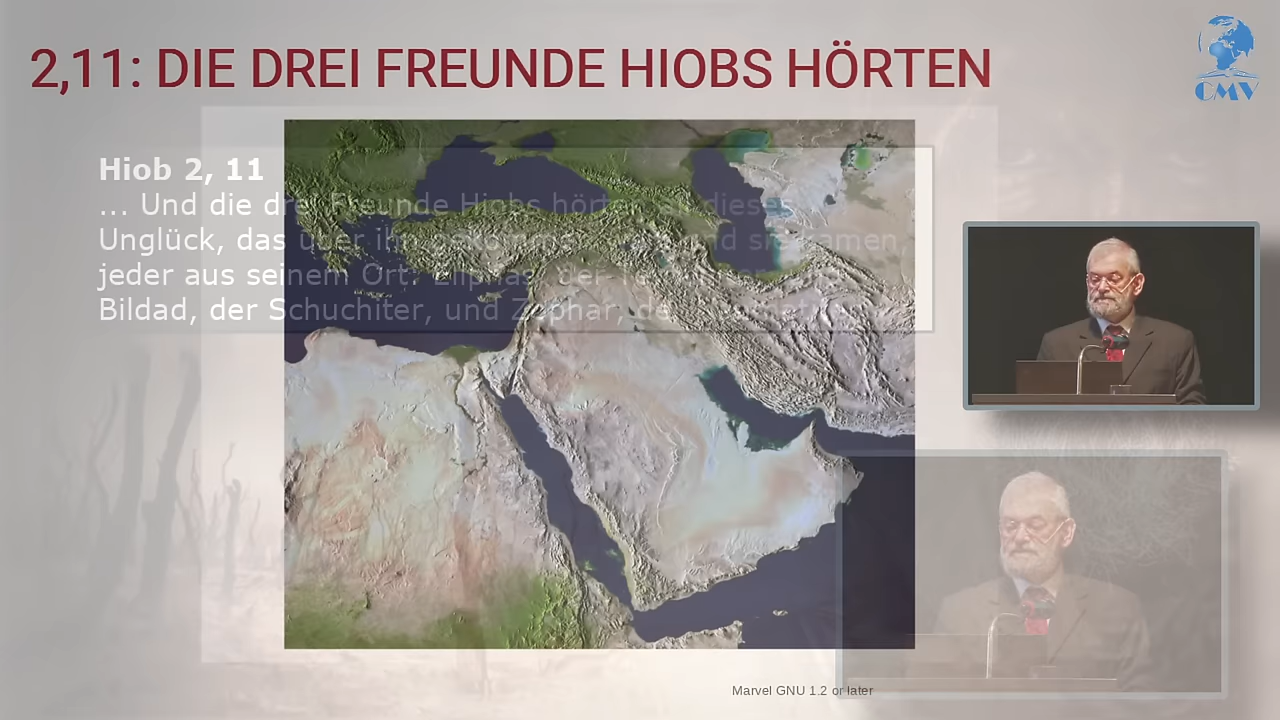 2,11: DIE DREI FREUNDE HIOBS HÖRTEN
CMV
Hiob 2, 11
... Und die drei Freunde Hiobs hörten all dieses
Unglück, das über ihn gekommen und sie kamen,
jeder aus seinem Ort: Eliphas, der
Bildad, der Schuchiter, und Zophar, der
Marvel GNU 1.2 or later